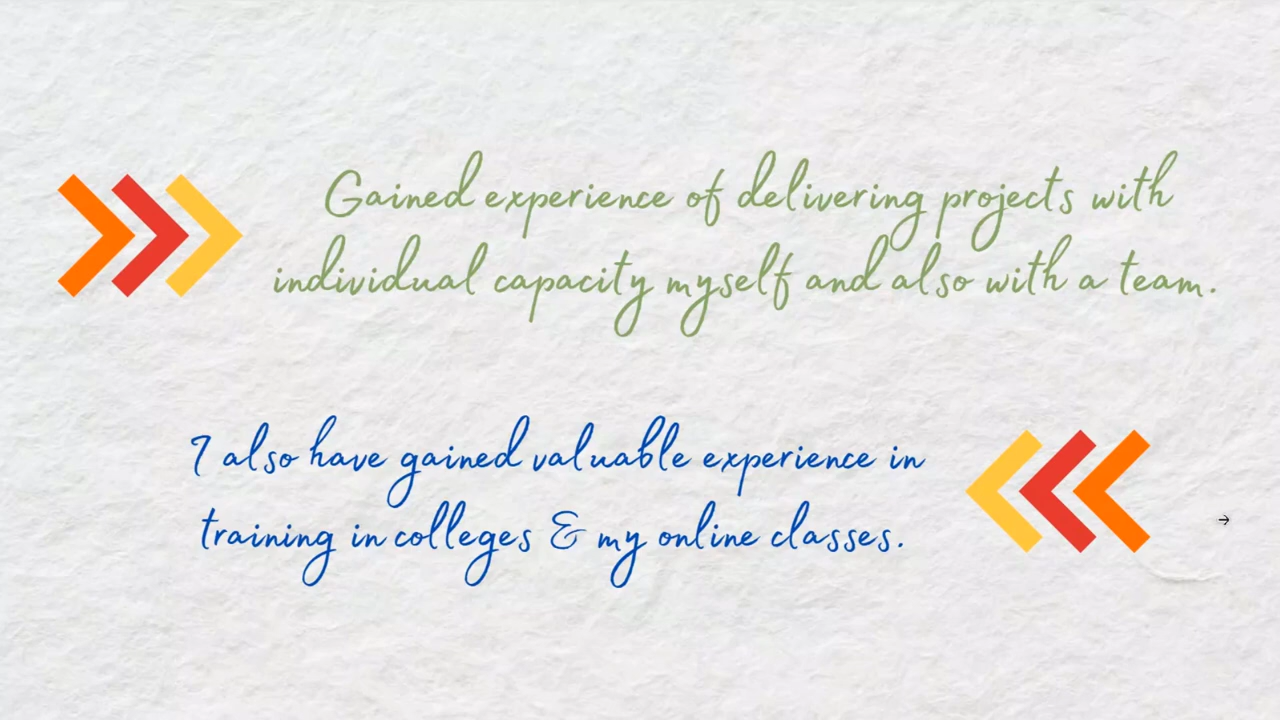 Gained experience of delivering projects with
individual capacity myself and also with a team.
I also have gained valuable experience in
training in colleges & my online classes.